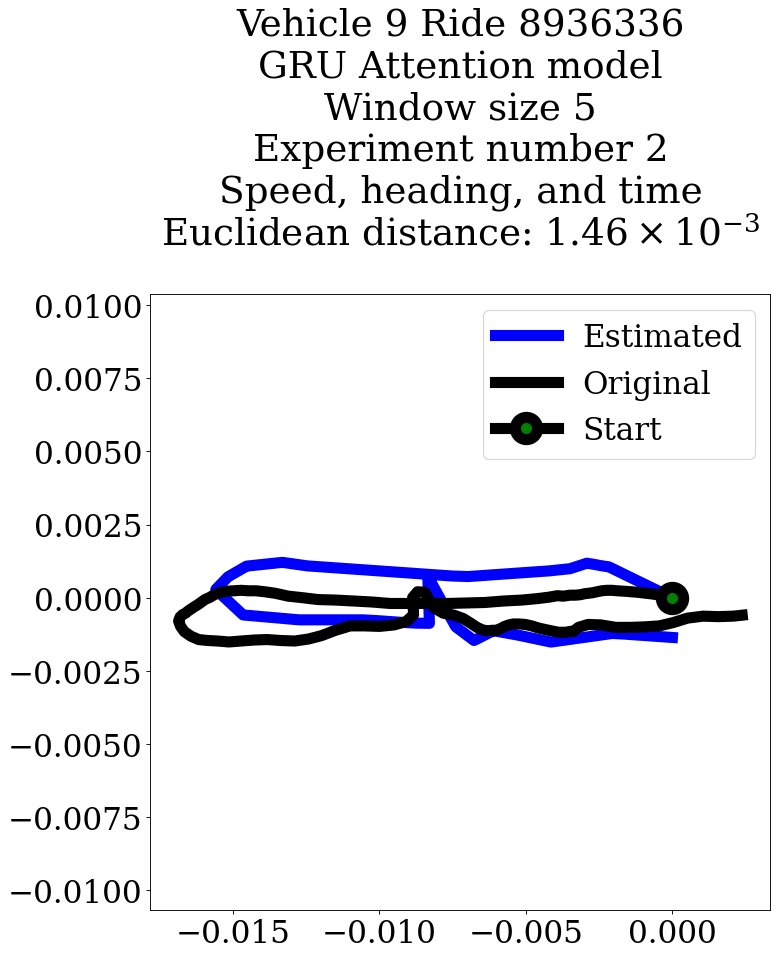 Vehicle 9 Ride 8936336
GRU Attention model
Window size 5
Experiment number 2
Speed, heading, and time
Euclidean distance: 1.46 × 10⁻³
0.0100
0.0075
0.0050
0.0025
0.0000
−0.0025
−0.0050
−0.0075
−0.0100
Estimated
Original
Start
−0.015 −0.010 −0.005 0.000